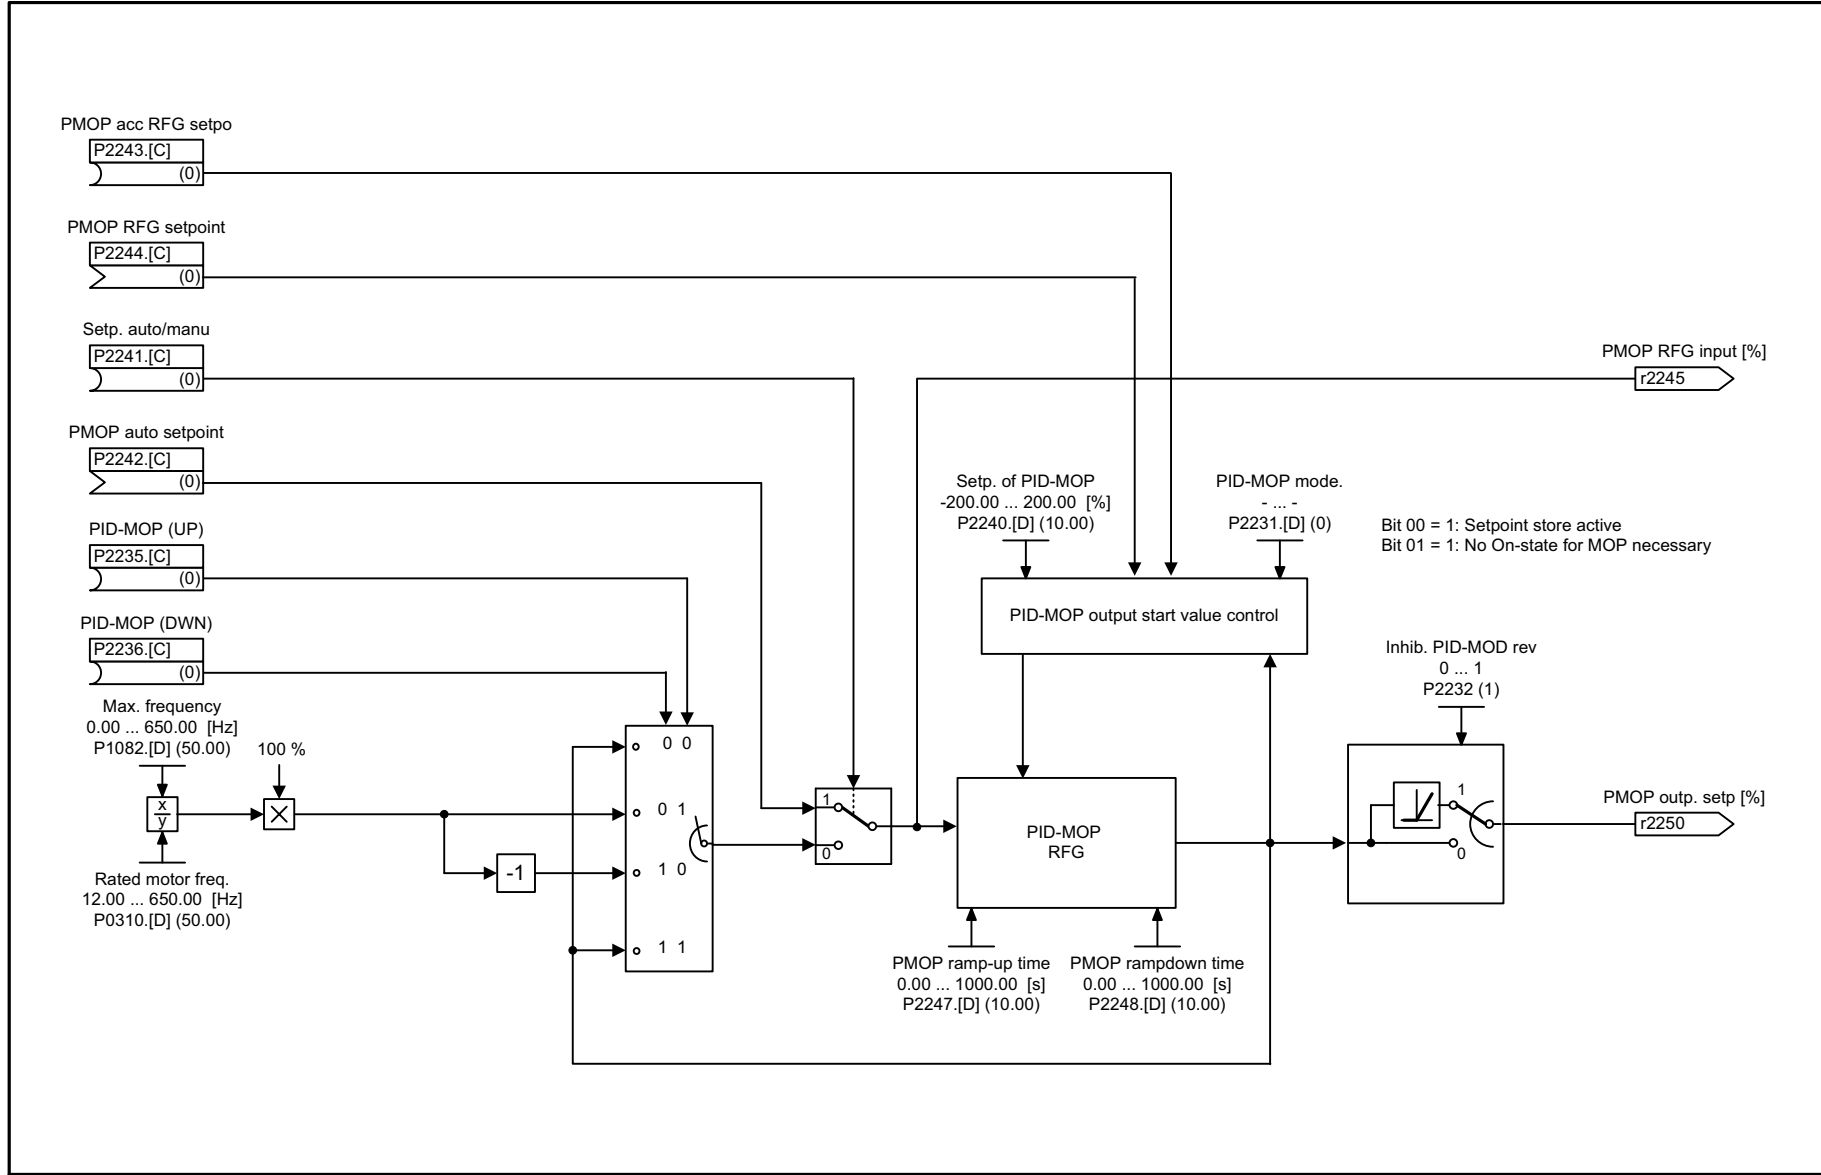 PMOP acc RFG setpo
P2243.[C]
(0)
PMOP RFG setpoint
P2244.[C]
(0)
Setp. auto/manu
P2241.[C]
(0)
PMOP RFG input [%]
r2245
PMOP auto setpoint
P2242.[C]
(0)
Setp. of PID-MOP
-200.00 ... 200.00 [%]
P2240.[D] (10.00)
PID-MOP mode.
- ... -
P2231.[D] (0)
Bit 00 = 1: Setpoint store active
Bit 01 = 1: No On-state for MOP necessary
PID-MOP (UP)
P2235.[C]
(0)
PID-MOP output start value control
PID-MOP (DWN)
P2236.[C]
(0)
Inhib. PID-MOD rev
0 ... 1
P2232 (1)
Max. frequency
0.00 ... 650.00 [Hz]
P1082.[D] (50.00)
100 %
x
y
Rated motor freq.
12.00 ... 650.00 [Hz]
P0310.[D] (50.00)
-1
0 0
0 1
1 0
1 1
1
0
PID-MOP
RFG
1
0
PMOP outp. setp [%]
r2250
PMOP ramp-up time
0.00 ... 1000.00 [s]
P2247.[D] (10.00)
PMOP rampdown time
0.00 ... 1000.00 [s]
P2248.[D] (10.00)